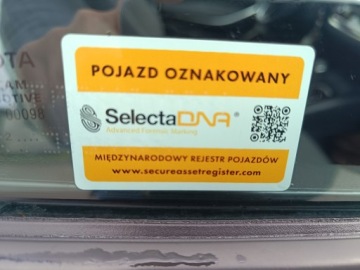 POJAZD OZNAKOWANY
SelectaDNA®
Advanced Forensic Marking
MIĘDZYNARODOWY REJESTR POJAZDÓW
www.secureassetregister.com